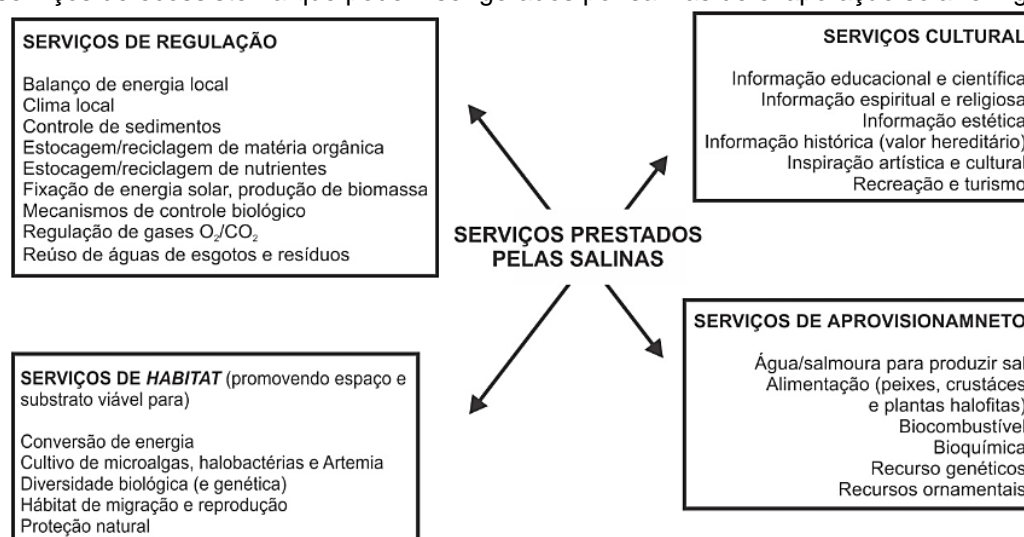 SERVIÇOS DE REGULAÇÃO
Balanço de energia local
Clima local
Controle de sedimentos
Estocagem/reciclagem de matéria orgânica
Estocagem/reciclagem de nutrientes
Fixação de energia solar, produção de biomassa
Mecanismos de controle biológico
Regulação de gases O₂/CO₂
Reúso de águas de esgotos e resíduos
SERVIÇOS CULTURAL
Informação educacional e científica
Informação espiritual e religiosa
Informação estética
Informação histórica (valor hereditário)
Inspiração artística e cultural
Recreação e turismo
SERVIÇOS PRESTADOS
PELAS SALINAS
SERVIÇOS DE HABITAT (promovendo espaço e
substrato viável para)
Conversão de energia
Cultivo de microalgas, halobactérias e Artemia
Diversidade biológica (e genética)
Hábitat de migração e reprodução
Proteção natural
SERVIÇOS DE APROVISIONAMNETO
Água/salmoura para produzir sal
Alimentação (peixes, crustáces
e plantas halofitas)
Biocombustível
Bioquímica
Recurso genéticos
Recursos ornamentais